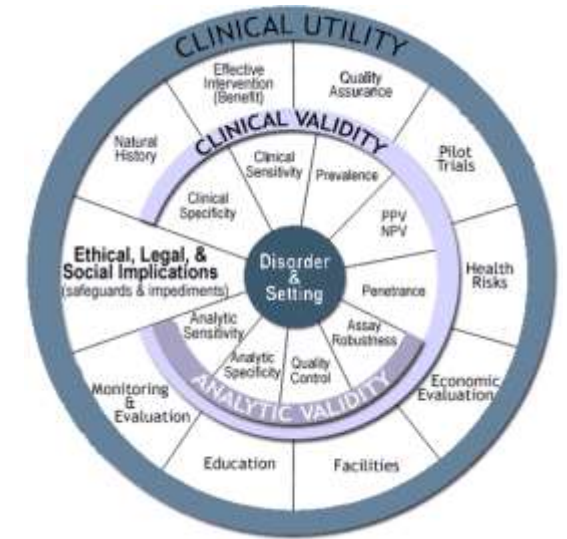 CLINICAL UTILITY
Effective
Intervention
(Benefit)
Quality
Assurance
Natural
History
CLINICAL VALIDITY
Pilot
Trials
Clinical
Sensitivity
Prevalence
Clinical
Specificity
PPV
NPV
Ethical, Legal, &
Social Implications
(safeguards & impediments)
Disorder
&
Setting
Health
Risks
Penetrance
Analytic
Sensitivity
Assay
Robustness
Analytic
Specificity
Quality
Control
ANALYTIC VALIDITY
Monitoring
&
Evaluation
Economic
Evaluation
Education
Facilities